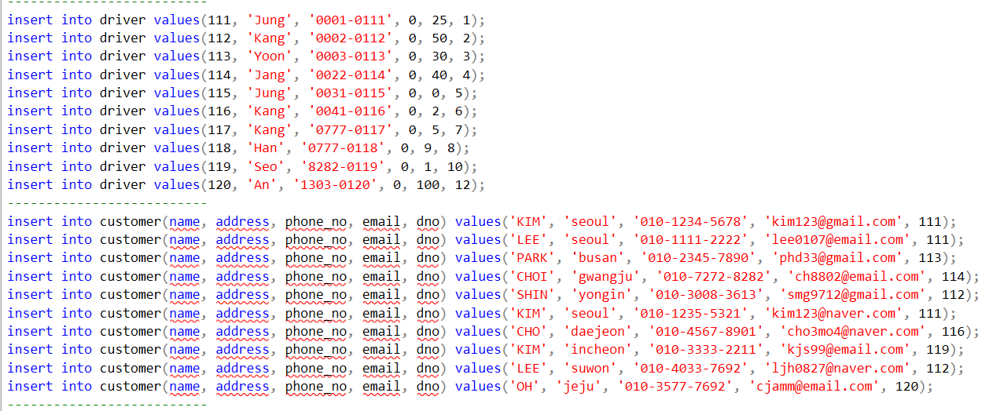 --------------------------
insert into driver values(111, 'Jung', '0001-0111', 0, 25, 1);
insert into driver values(112, 'Kang', '0002-0112', 0, 50, 2);
insert into driver values(113, 'Yoon', '0003-0113', 0, 30, 3);
insert into driver values(114, 'Jang', '0022-0114', 0, 40, 4);
insert into driver values(115, 'Jung', '0031-0115', 0, 0, 5);
insert into driver values(116, 'Kang', '0041-0116', 0, 2, 6);
insert into driver values(117, 'Kang', '0777-0117', 0, 5, 7);
insert into driver values(118, 'Han', '0777-0118', 0, 9, 8);
insert into driver values(119, 'Seo', '8282-0119', 0, 1, 10);
insert into driver values(120, 'An', '1303-0120', 0, 100, 12);
--------------------------
insert into customer(name, address, phone_no, email, dno) values('KIM', 'seoul', '010-1234-5678', 'kim123@gmail.com', 111);
insert into customer(name, address, phone_no, email, dno) values('LEE', 'seoul', '010-1111-2222', 'lee0107@email.com', 111);
insert into customer(name, address, phone_no, email, dno) values('PARK', 'busan', '010-2345-7890', 'phd33@gmail.com', 113);
insert into customer(name, address, phone_no, email, dno) values('CHOI', 'gwangju', '010-7272-8282', 'ch8802@email.com', 114);
insert into customer(name, address, phone_no, email, dno) values('SHIN', 'yongin', '010-3008-3613', 'smg9712@gmail.com', 112);
insert into customer(name, address, phone_no, email, dno) values('KIM', 'seoul', '010-1235-5321', 'kim123@naver.com', 111);
insert into customer(name, address, phone_no, email, dno) values('CHO', 'daejeon', '010-4567-8901', 'cho3mo4@naver.com', 116);
insert into customer(name, address, phone_no, email, dno) values('KIM', 'incheon', '010-3333-2211', 'kjs99@email.com', 119);
insert into customer(name, address, phone_no, email, dno) values('LEE', 'suwon', '010-4033-7692', 'ljh0827@naver.com', 112);
insert into customer(name, address, phone_no, email, dno) values('OH', 'jeju', '010-3577-7692', 'cjamm@email.com', 120);
--------------------------